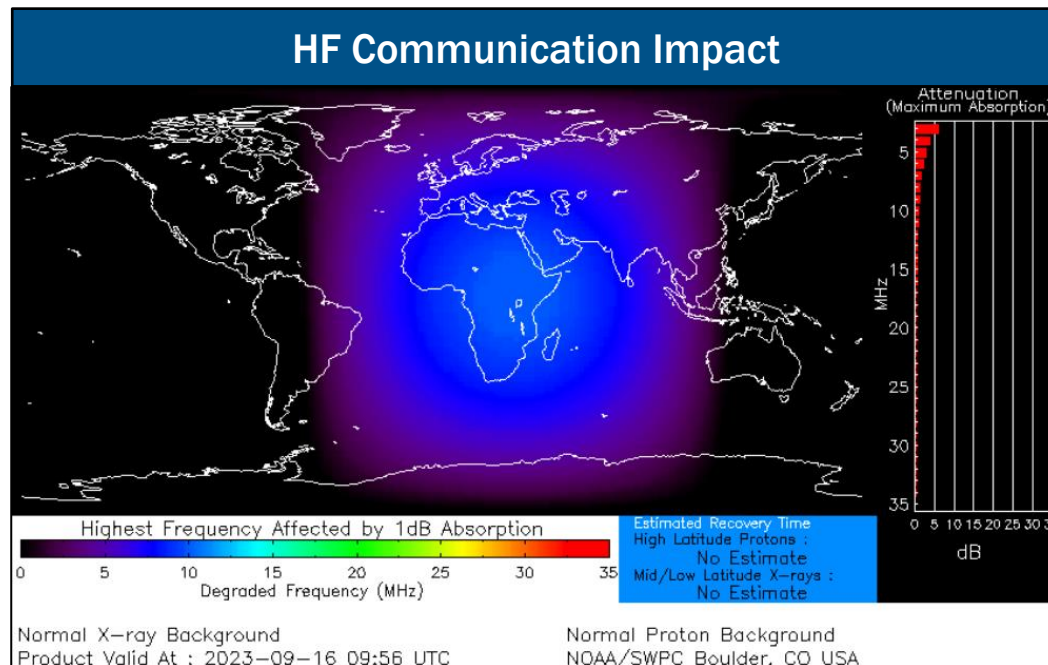 HF Communication Impact
Attenuation
(Maximum Absorption)
5
10
15
20
25
30
35
MHz
0 5 10 15 20 25 30
dB
Highest Frequency Affected by 1dB Absorption
0 5 10 15 20 25 30 35
Degraded Frequency (MHz)
Estimated Recovery Time
High Latitude Protons :
No Estimate
Mid/Low Latitude X-rays :
No Estimate
Normal X-ray Background
Normal Proton Background
Product Valid At : 2023-09-16 09:56 UTC
NOAA/SWPC Boulder, CO USA